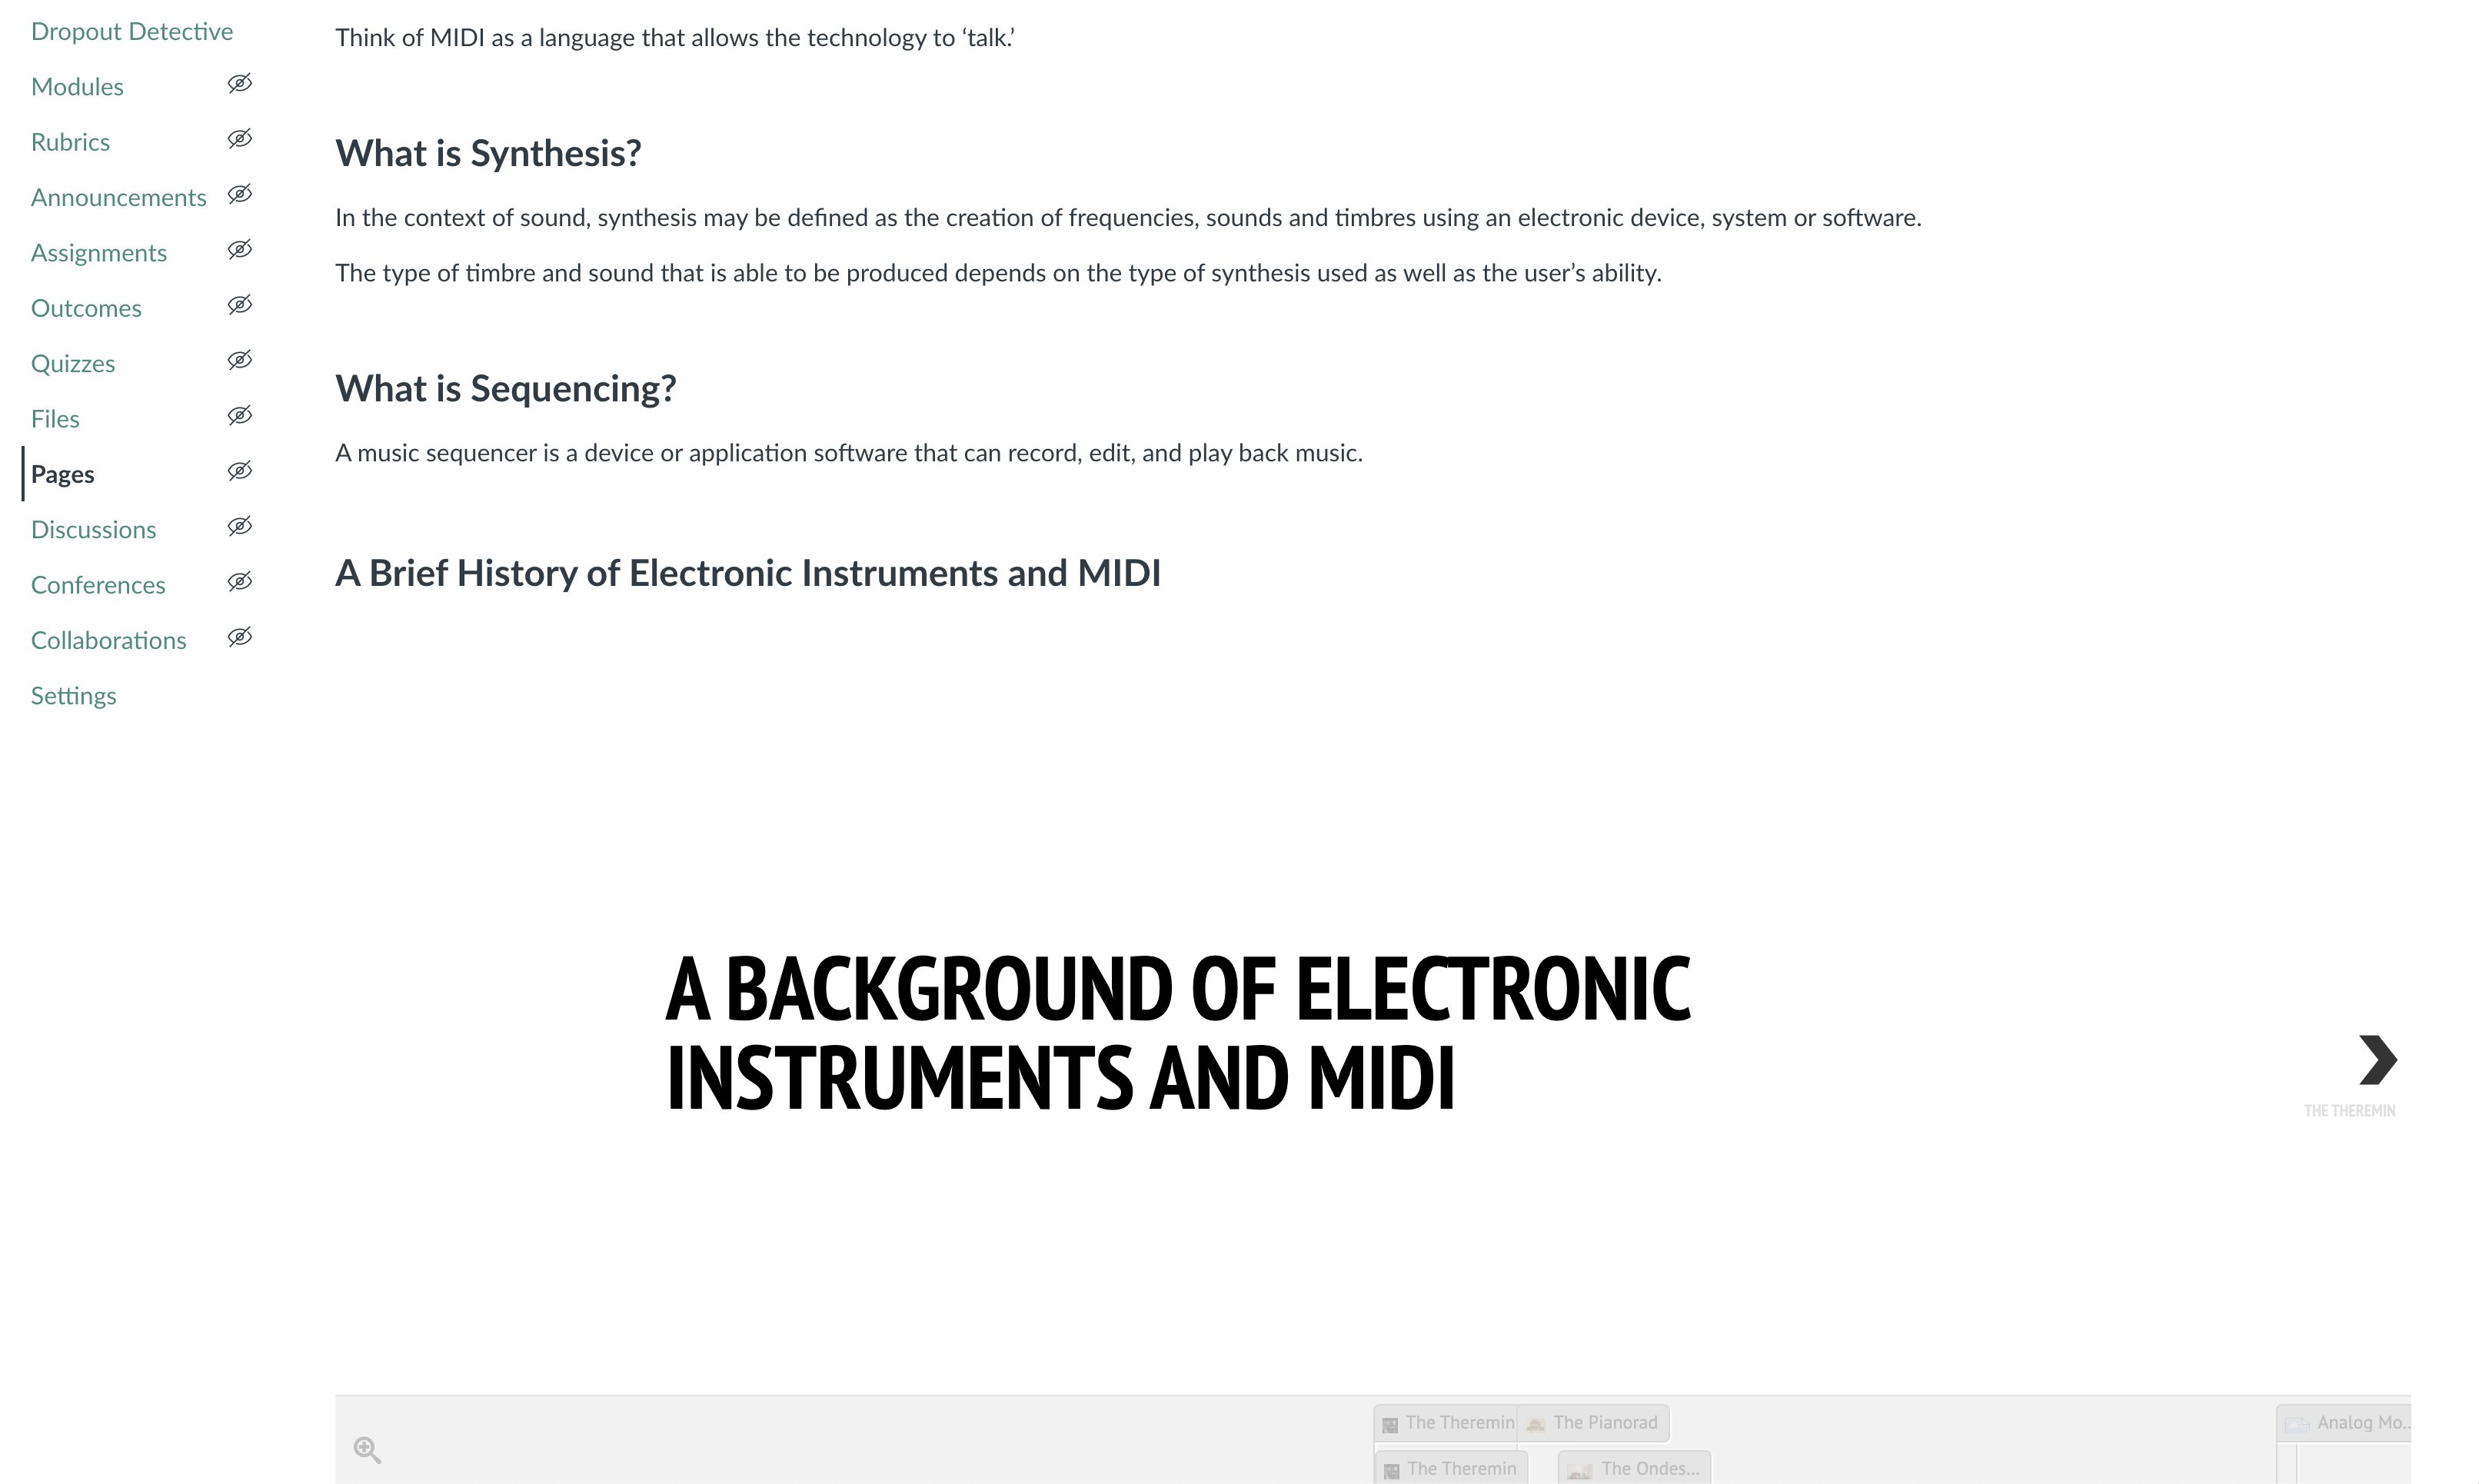 Dropout Detective
Modules
Rubrics
Announcements
Assignments
Outcomes
Quizzes
Files
Pages
Discussions
Conferences
Collaborations
Settings
Think of MIDI as a language that allows the technology to ‘talk.’
What is Synthesis?
In the context of sound, synthesis may be defined as the creation of frequencies, sounds and timbres using an electronic device, system or software.
The type of timbre and sound that is able to be produced depends on the type of synthesis used as well as the user’s ability.
What is Sequencing?
A music sequencer is a device or application software that can record, edit, and play back music.
A Brief History of Electronic Instruments and MIDI
A BACKGROUND OF ELECTRONIC
INSTRUMENTS AND MIDI
THE THEREMIN
The Theremin
The Pianorad
Analog Mo...
The Theremin
The Ondes...